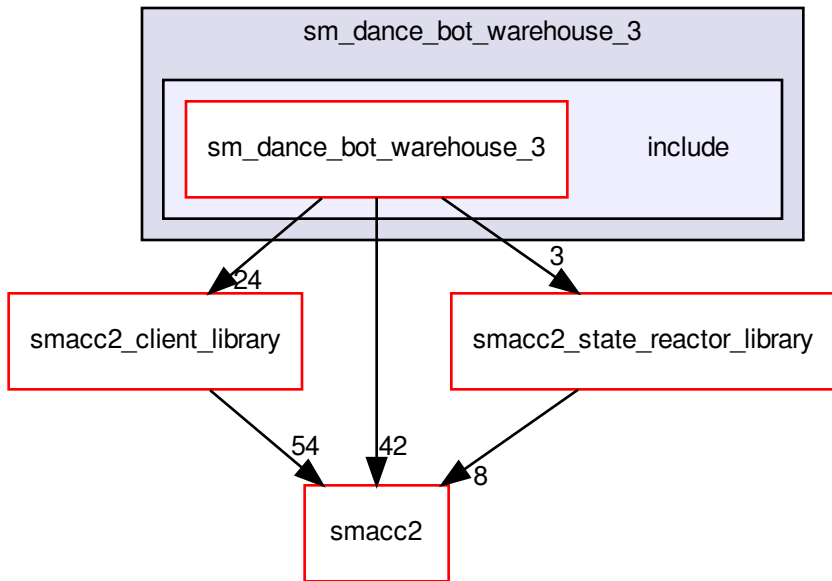 sm_dance_bot_warehouse_3
sm_dance_bot_warehouse_3
include
24
3
smacc2_client_library
smacc2_state_reactor_library
54
42
8
smacc2